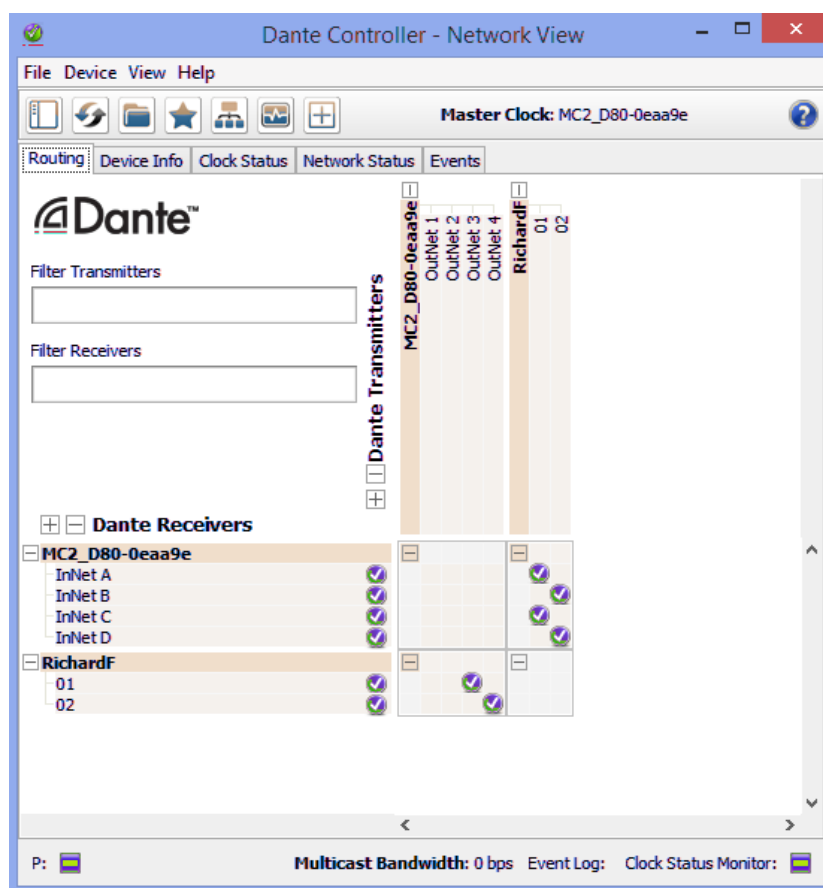 Dante Controller - Network View
File Device View Help
Master Clock: MC2_D80-0eaa9e
Routing Device Info Clock Status Network Status Events
Dante™
Filter Transmitters
Filter Receivers
Dante Transmitters
MC2_D80-0eaa9e
OutNet 1
OutNet 2
OutNet 3
OutNet 4
RichardF
01
02
Dante Receivers
MC2_D80-0eaa9e
InNet A
InNet B
InNet C
InNet D
RichardF
01
02
P: Multicast Bandwidth: 0 bps Event Log: Clock Status Monitor: